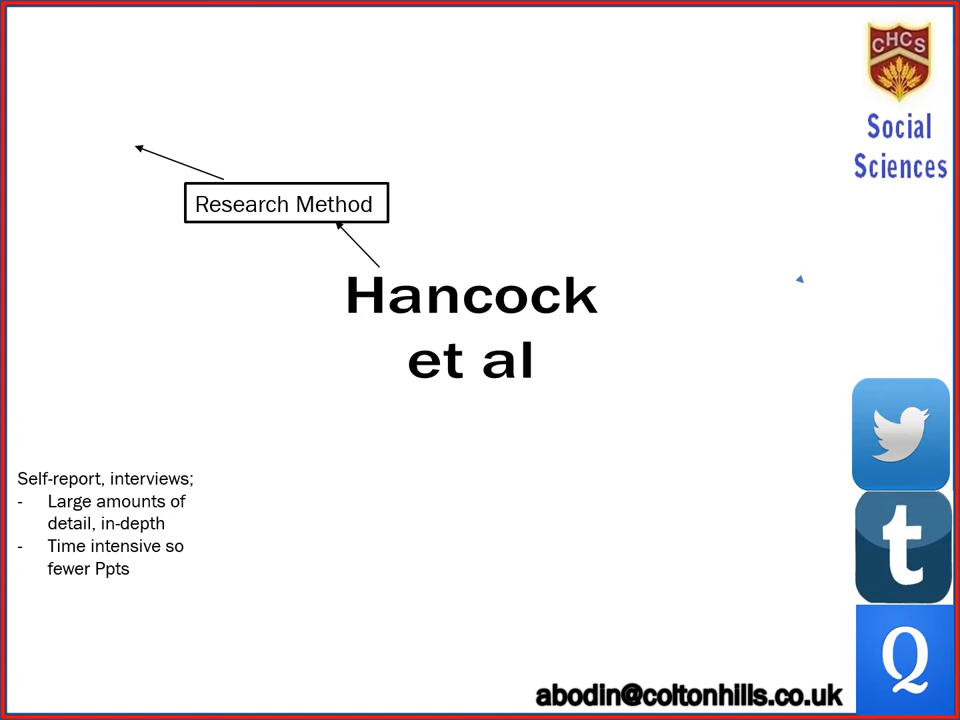 CHCS
Social
Sciences
Research Method
Hancock
et al
Self-report, interviews;
- Large amounts of
detail, in-depth
- Time intensive so
fewer Ppts
t
Q
abodin@coltonhills.co.uk